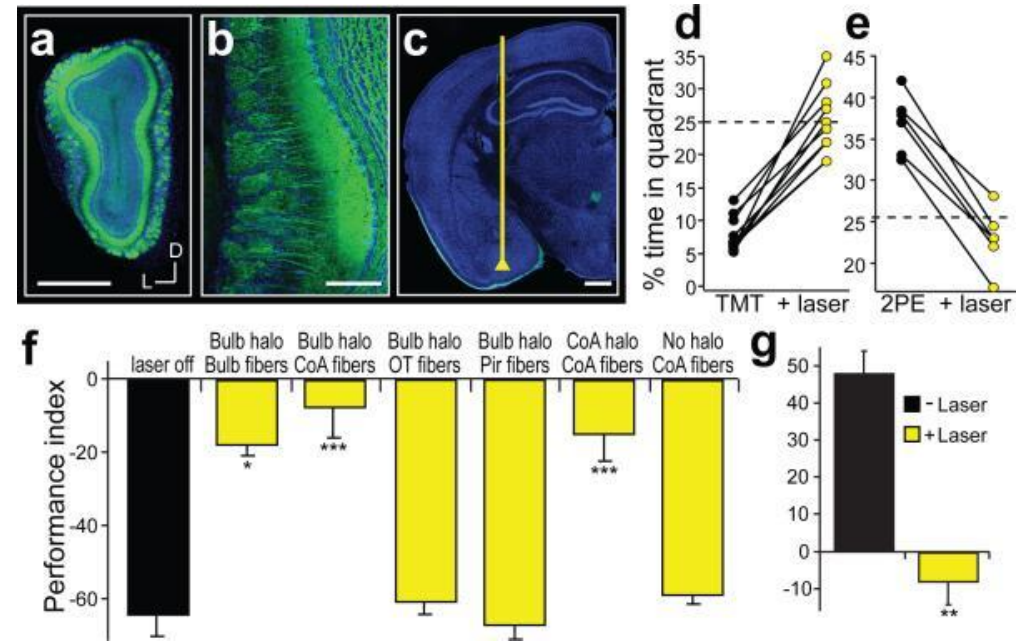 a
b
c
D
L
d
e
% time in quadrant
35
30
25
20
15
10
5
0
TMT + laser
45
40
35
30
25
20
2PE + laser
f
Performance index
0
-20
-40
-60
laser off
Bulb halo
Bulb fibers
Bulb halo
CoA fibers
Bulb halo
OT fibers
Bulb halo
Pir fibers
CoA halo
CoA fibers
No halo
CoA fibers
*
***
***
g
50
40
30
20
10
0
-10
- Laser
+ Laser
**